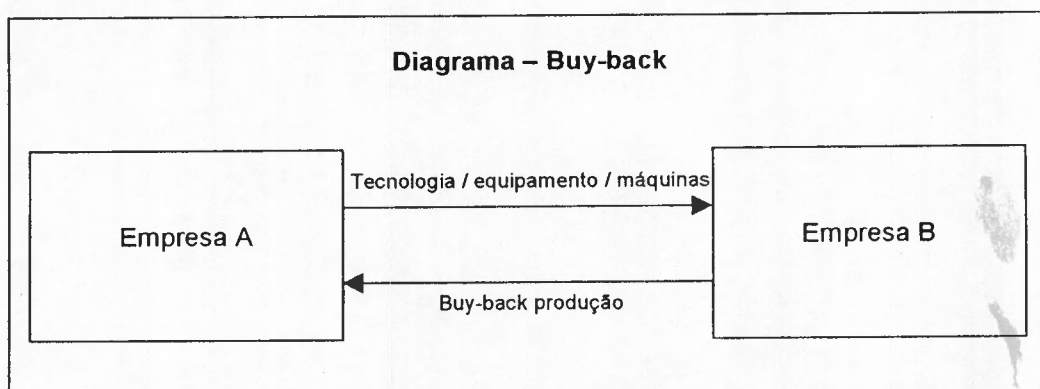 Diagrama – Buy-back
Tecnologia / equipamento / máquinas
Empresa A
Empresa B
Buy-back produção